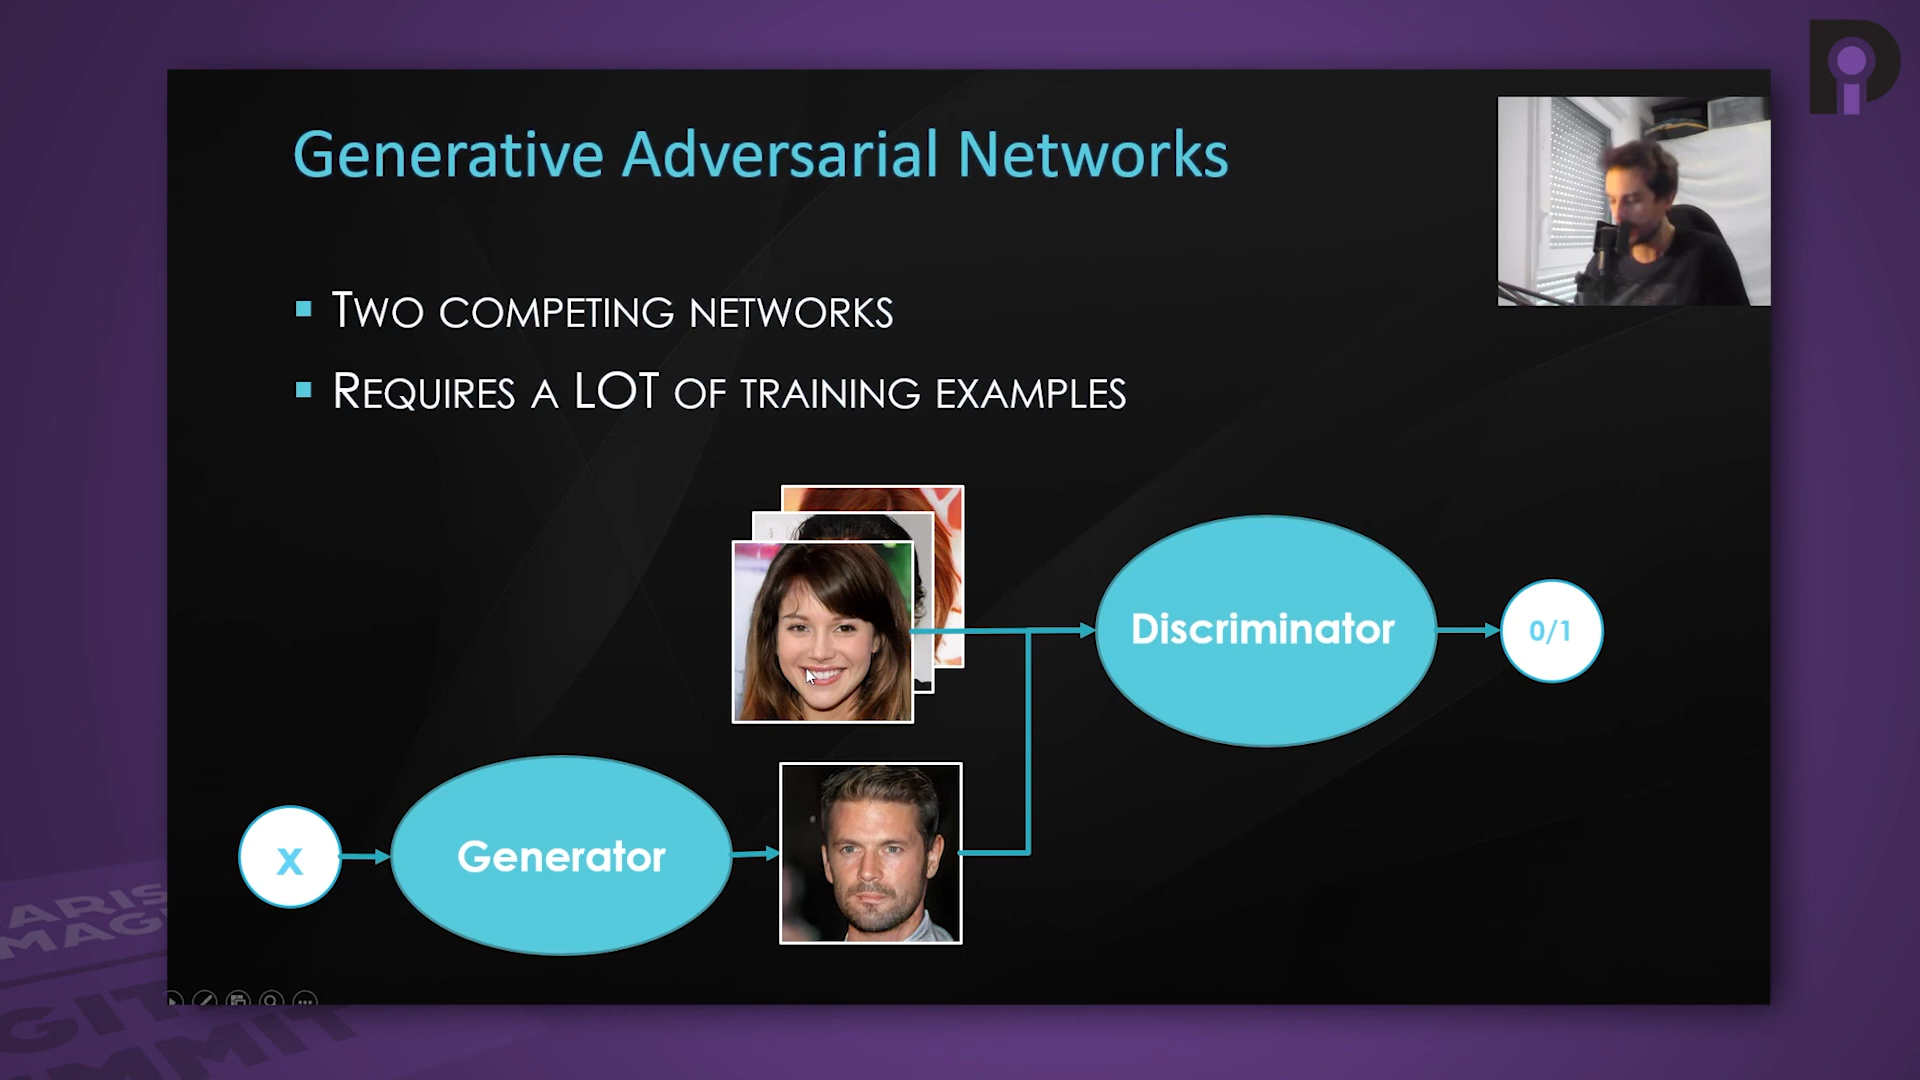 Generative Adversarial Networks
TWO COMPETING NETWORKS
REQUIRES A LOT OF TRAINING EXAMPLES
Discriminator
0/1
x
Generator